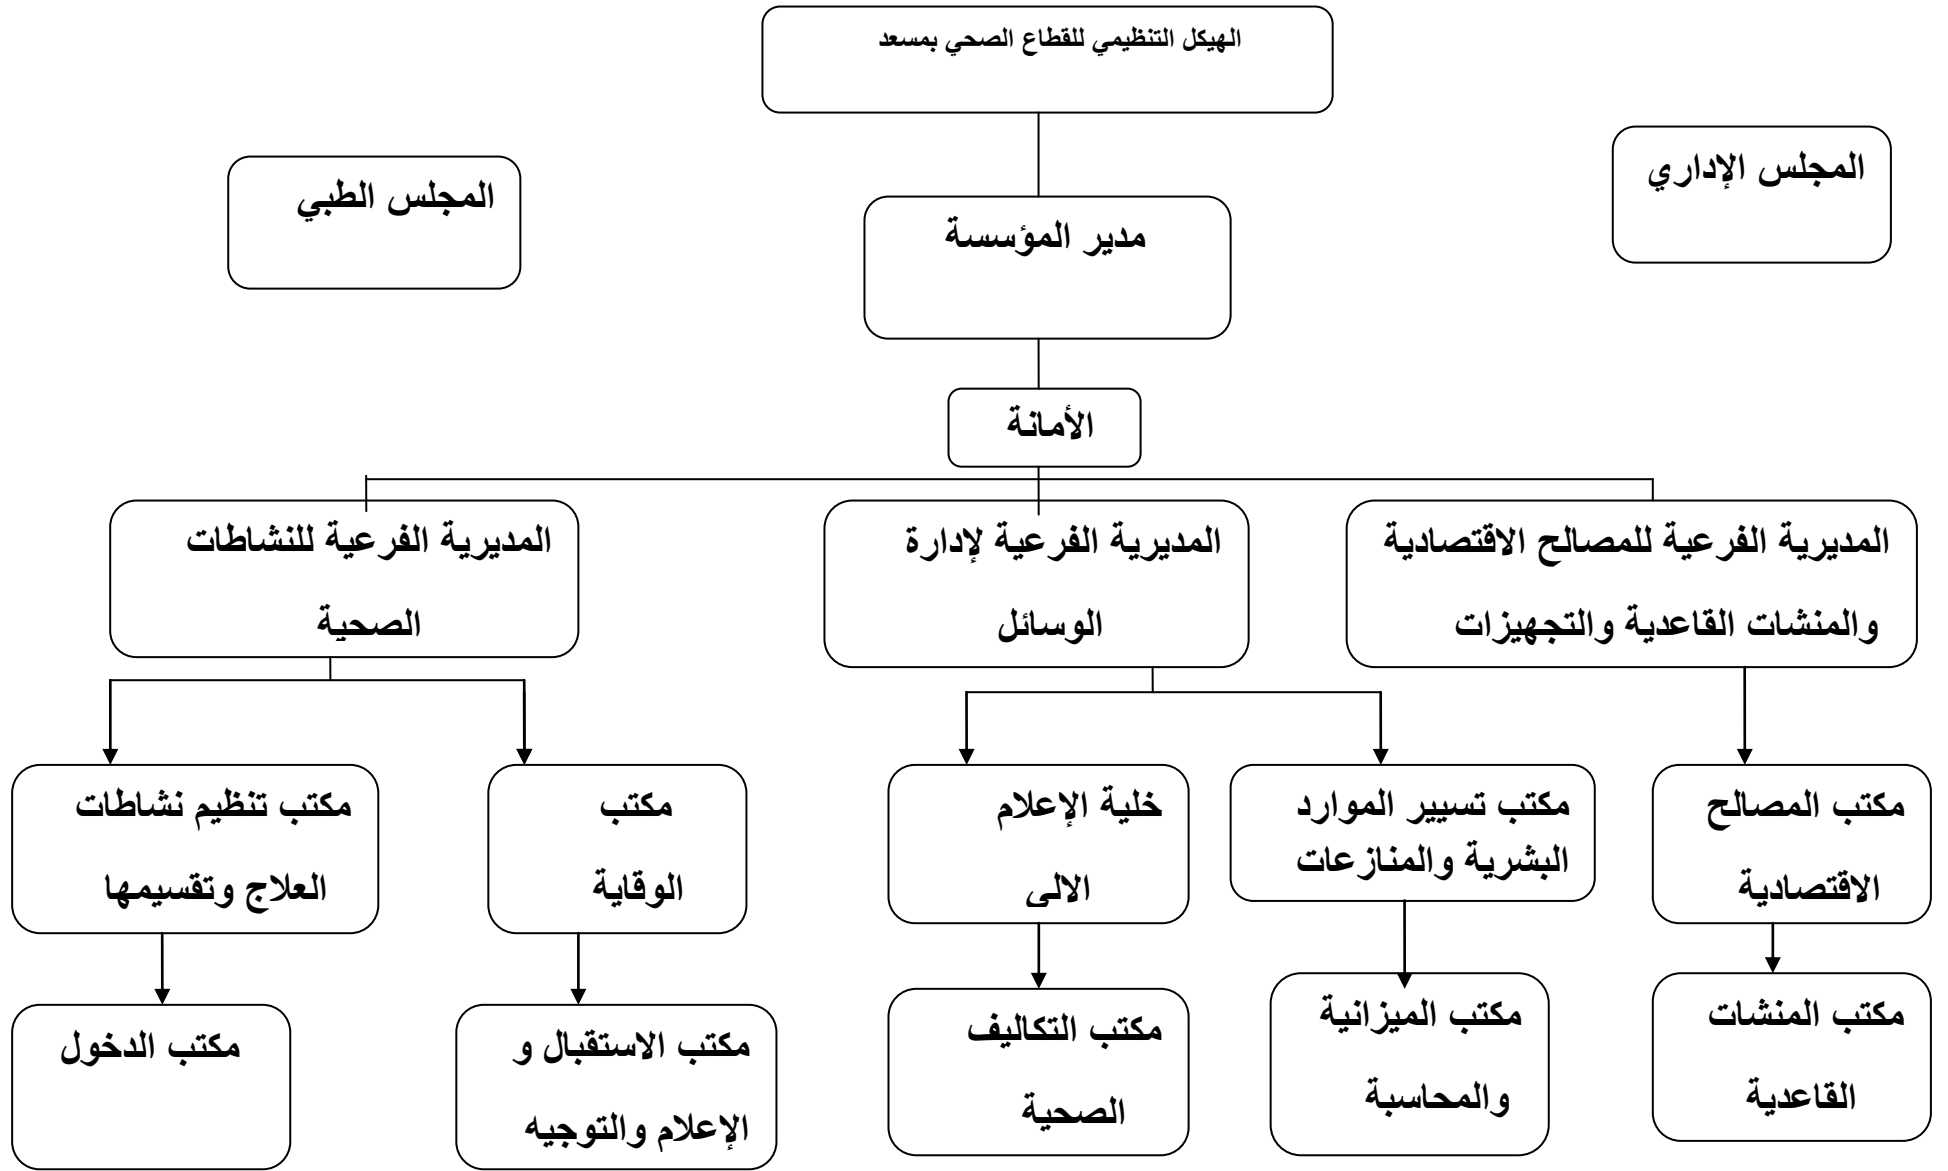 الهيكل التنظيمي للقطاع الصحي بمسعد
المجلس الإداري
المجلس الطبي
مدير المؤسسة
الأمانة
المديرية الفرعية للمصالح الاقتصادية
والمنشات القاعدية والتجهيزات
المديرية الفرعية لإدارة
الوسائل
المديرية الفرعية للنشاطات
الصحية
مكتب المصالح
الاقتصادية
مكتب تسيير الموارد
البشرية والمنازعات
خلية الإعلام
الالي
مكتب
الوقاية
مكتب تنظيم نشاطات
العلاج وتقسيمها
مكتب المنشات
القاعدية
مكتب الميزانية
والمحاسبة
مكتب التكاليف
الصحية
مكتب الاستقبال و
الإعلام والتوجيه
مكتب الدخول